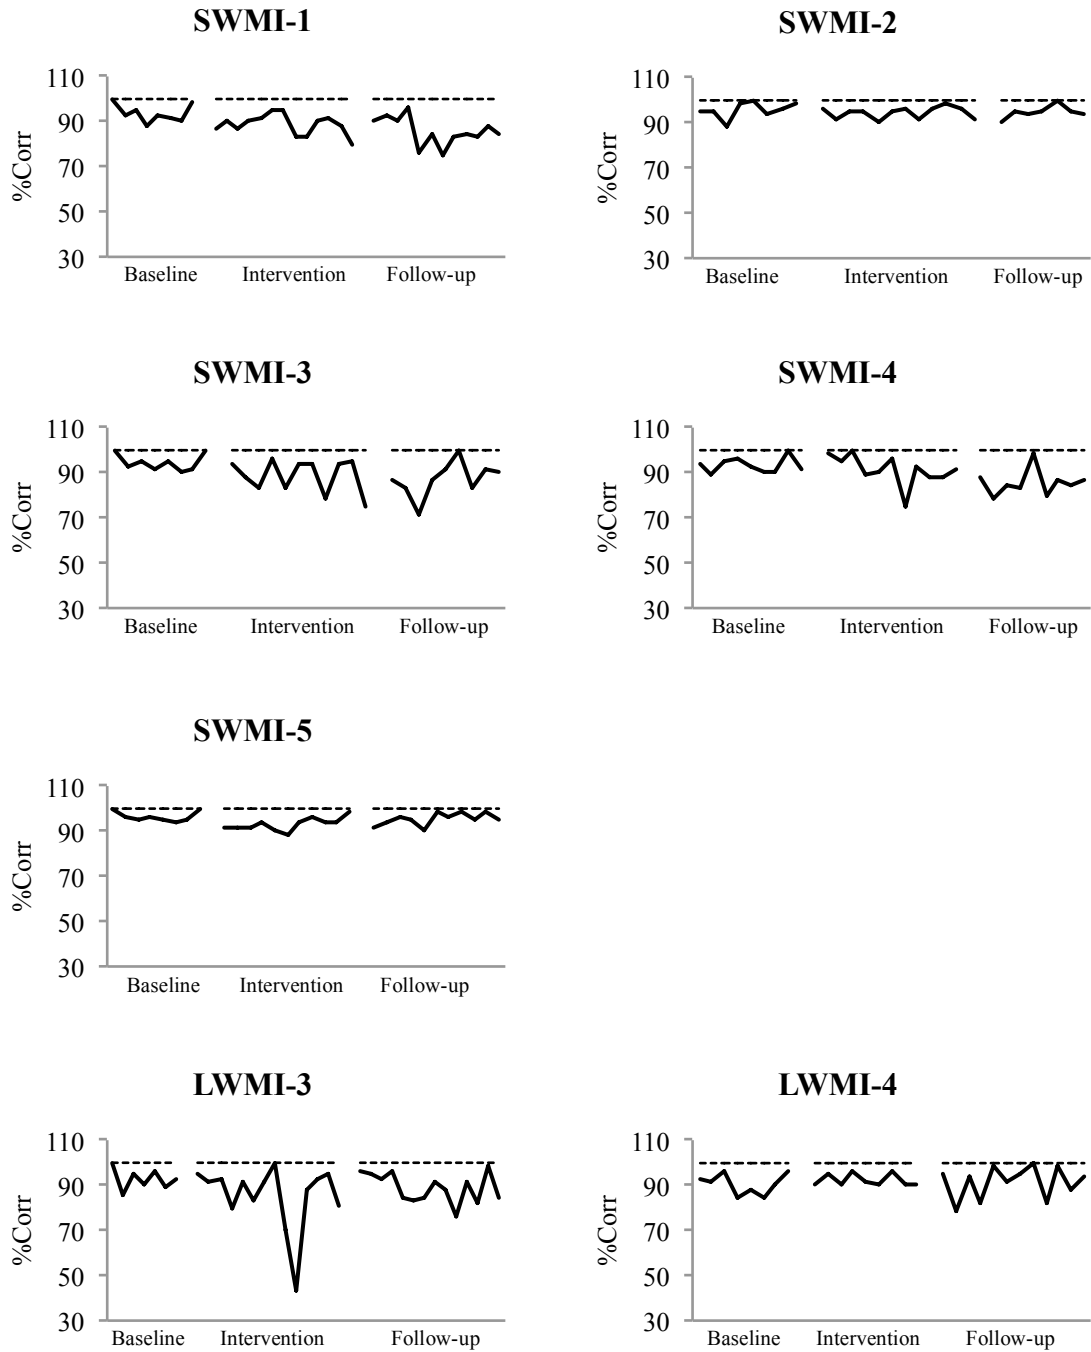 SWMI-1
110
90
70
50
30
%Corr
Baseline Intervention Follow-up
SWMI-2
110
90
70
50
30
%Corr
Baseline Intervention Follow-up
SWMI-3
110
90
70
50
30
%Corr
Baseline Intervention Follow-up
SWMI-4
110
90
70
50
30
%Corr
Baseline Intervention Follow-up
SWMI-5
110
90
70
50
30
%Corr
Baseline Intervention Follow-up
LWMI-3
110
90
70
50
30
%Corr
Baseline Intervention Follow-up
LWMI-4
110
90
70
50
30
%Corr
Baseline Intervention Follow-up